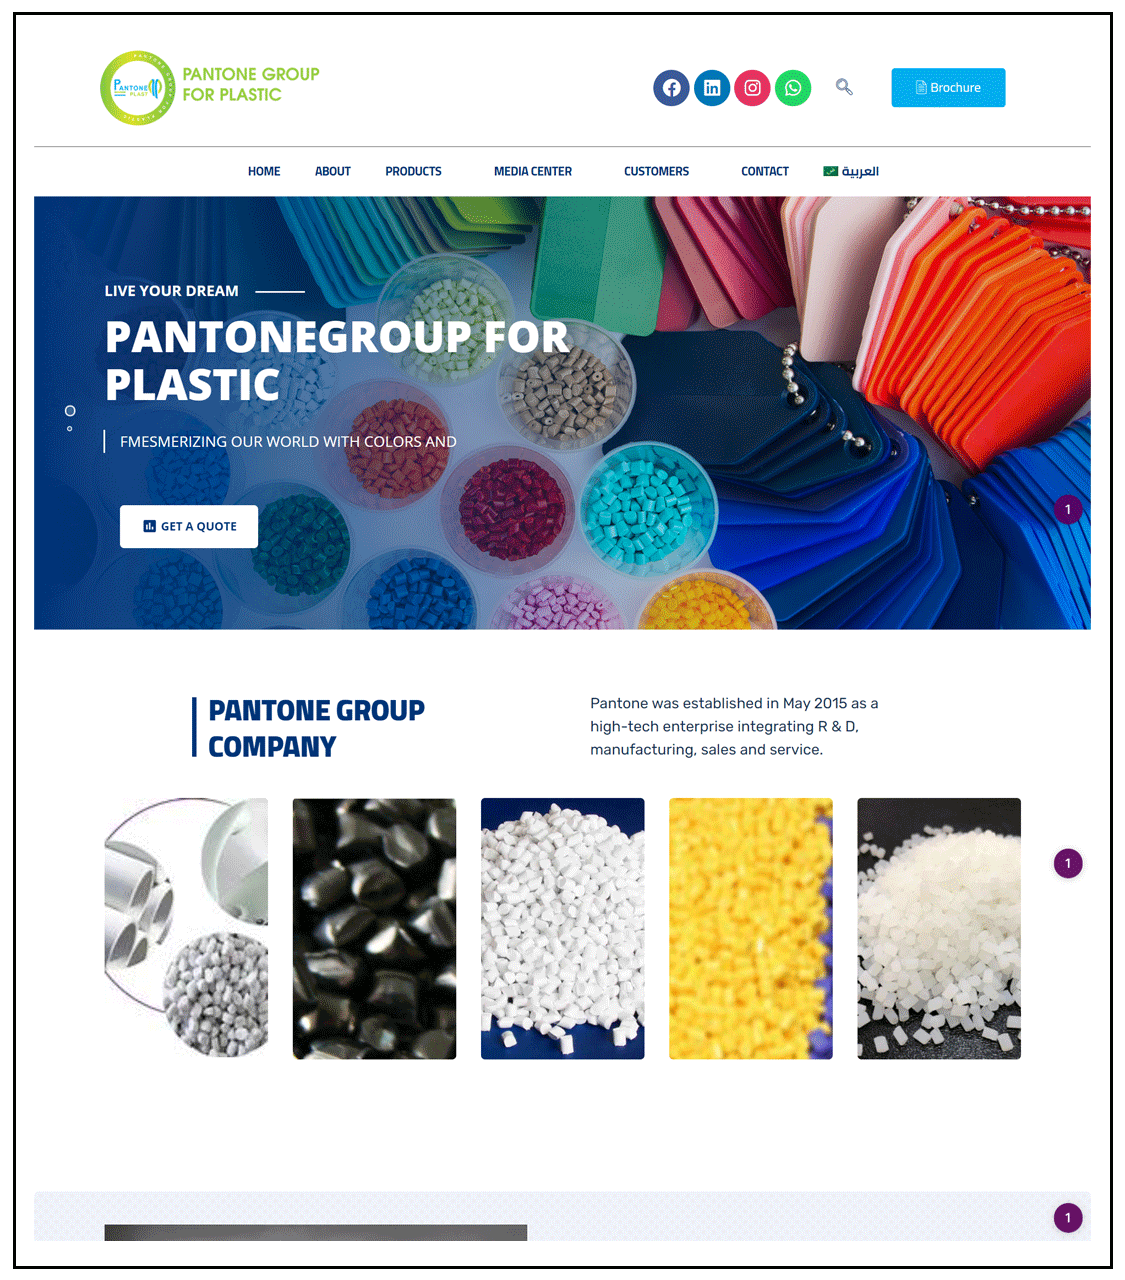 PANTONE
PLAST
PANTONE GROUP
FOR PLASTIC
Brochure
HOME ABOUT PRODUCTS MEDIA CENTER CUSTOMERS CONTACT العربية
LIVE YOUR DREAM
PANTONEGROUP FOR
PLASTIC
FMESMERIZING OUR WORLD WITH COLORS AND
GET A QUOTE
1
PANTONE GROUP
COMPANY
Pantone was established in May 2015 as a
high-tech enterprise integrating R & D,
manufacturing, sales and service.
1
1